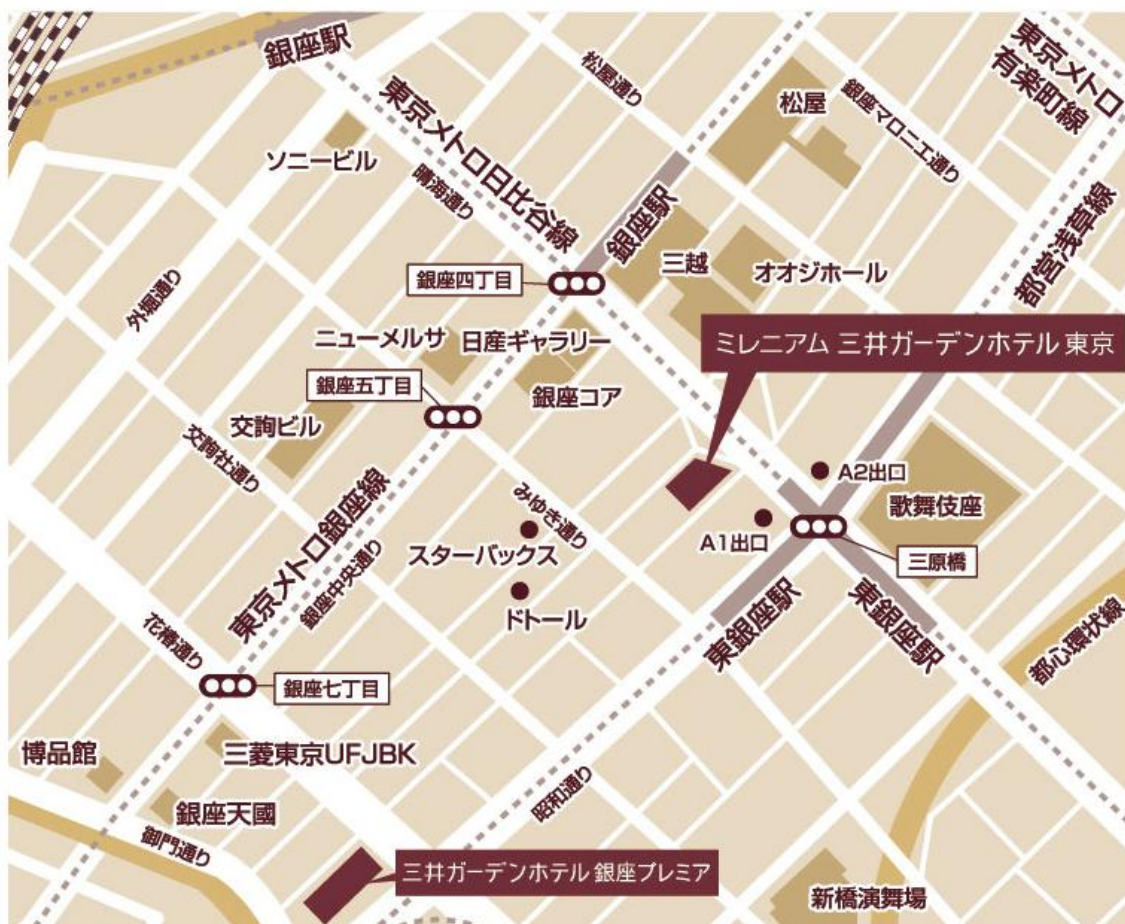 銀座駅
東京メトロ
有楽町線
松屋通り
松屋
銀座マロニエ通り
東京メトロ日比谷線
ソニービル
晴海通り
銀座駅
都営浅草線
三越
オオジホール
銀座四丁目
外堀通り
ニューメルサ
日産ギャラリー
ミレニアム 三井ガーデンホテル 東京
銀座五丁目
銀座コア
交詢ビル
交詢社通り
A2出口
歌舞伎座
みゆき通り
東京メトロ銀座線
スターバックス
A1出口
三原橋
銀座中央通り
ドトール
東銀座駅
東銀座駅
都心環状線
花椿通り
銀座七丁目
博品館
三菱東京UFJBK
昭和通り
銀座天國
御門通り
三井ガーデンホテル 銀座プレミア
新橋演舞場